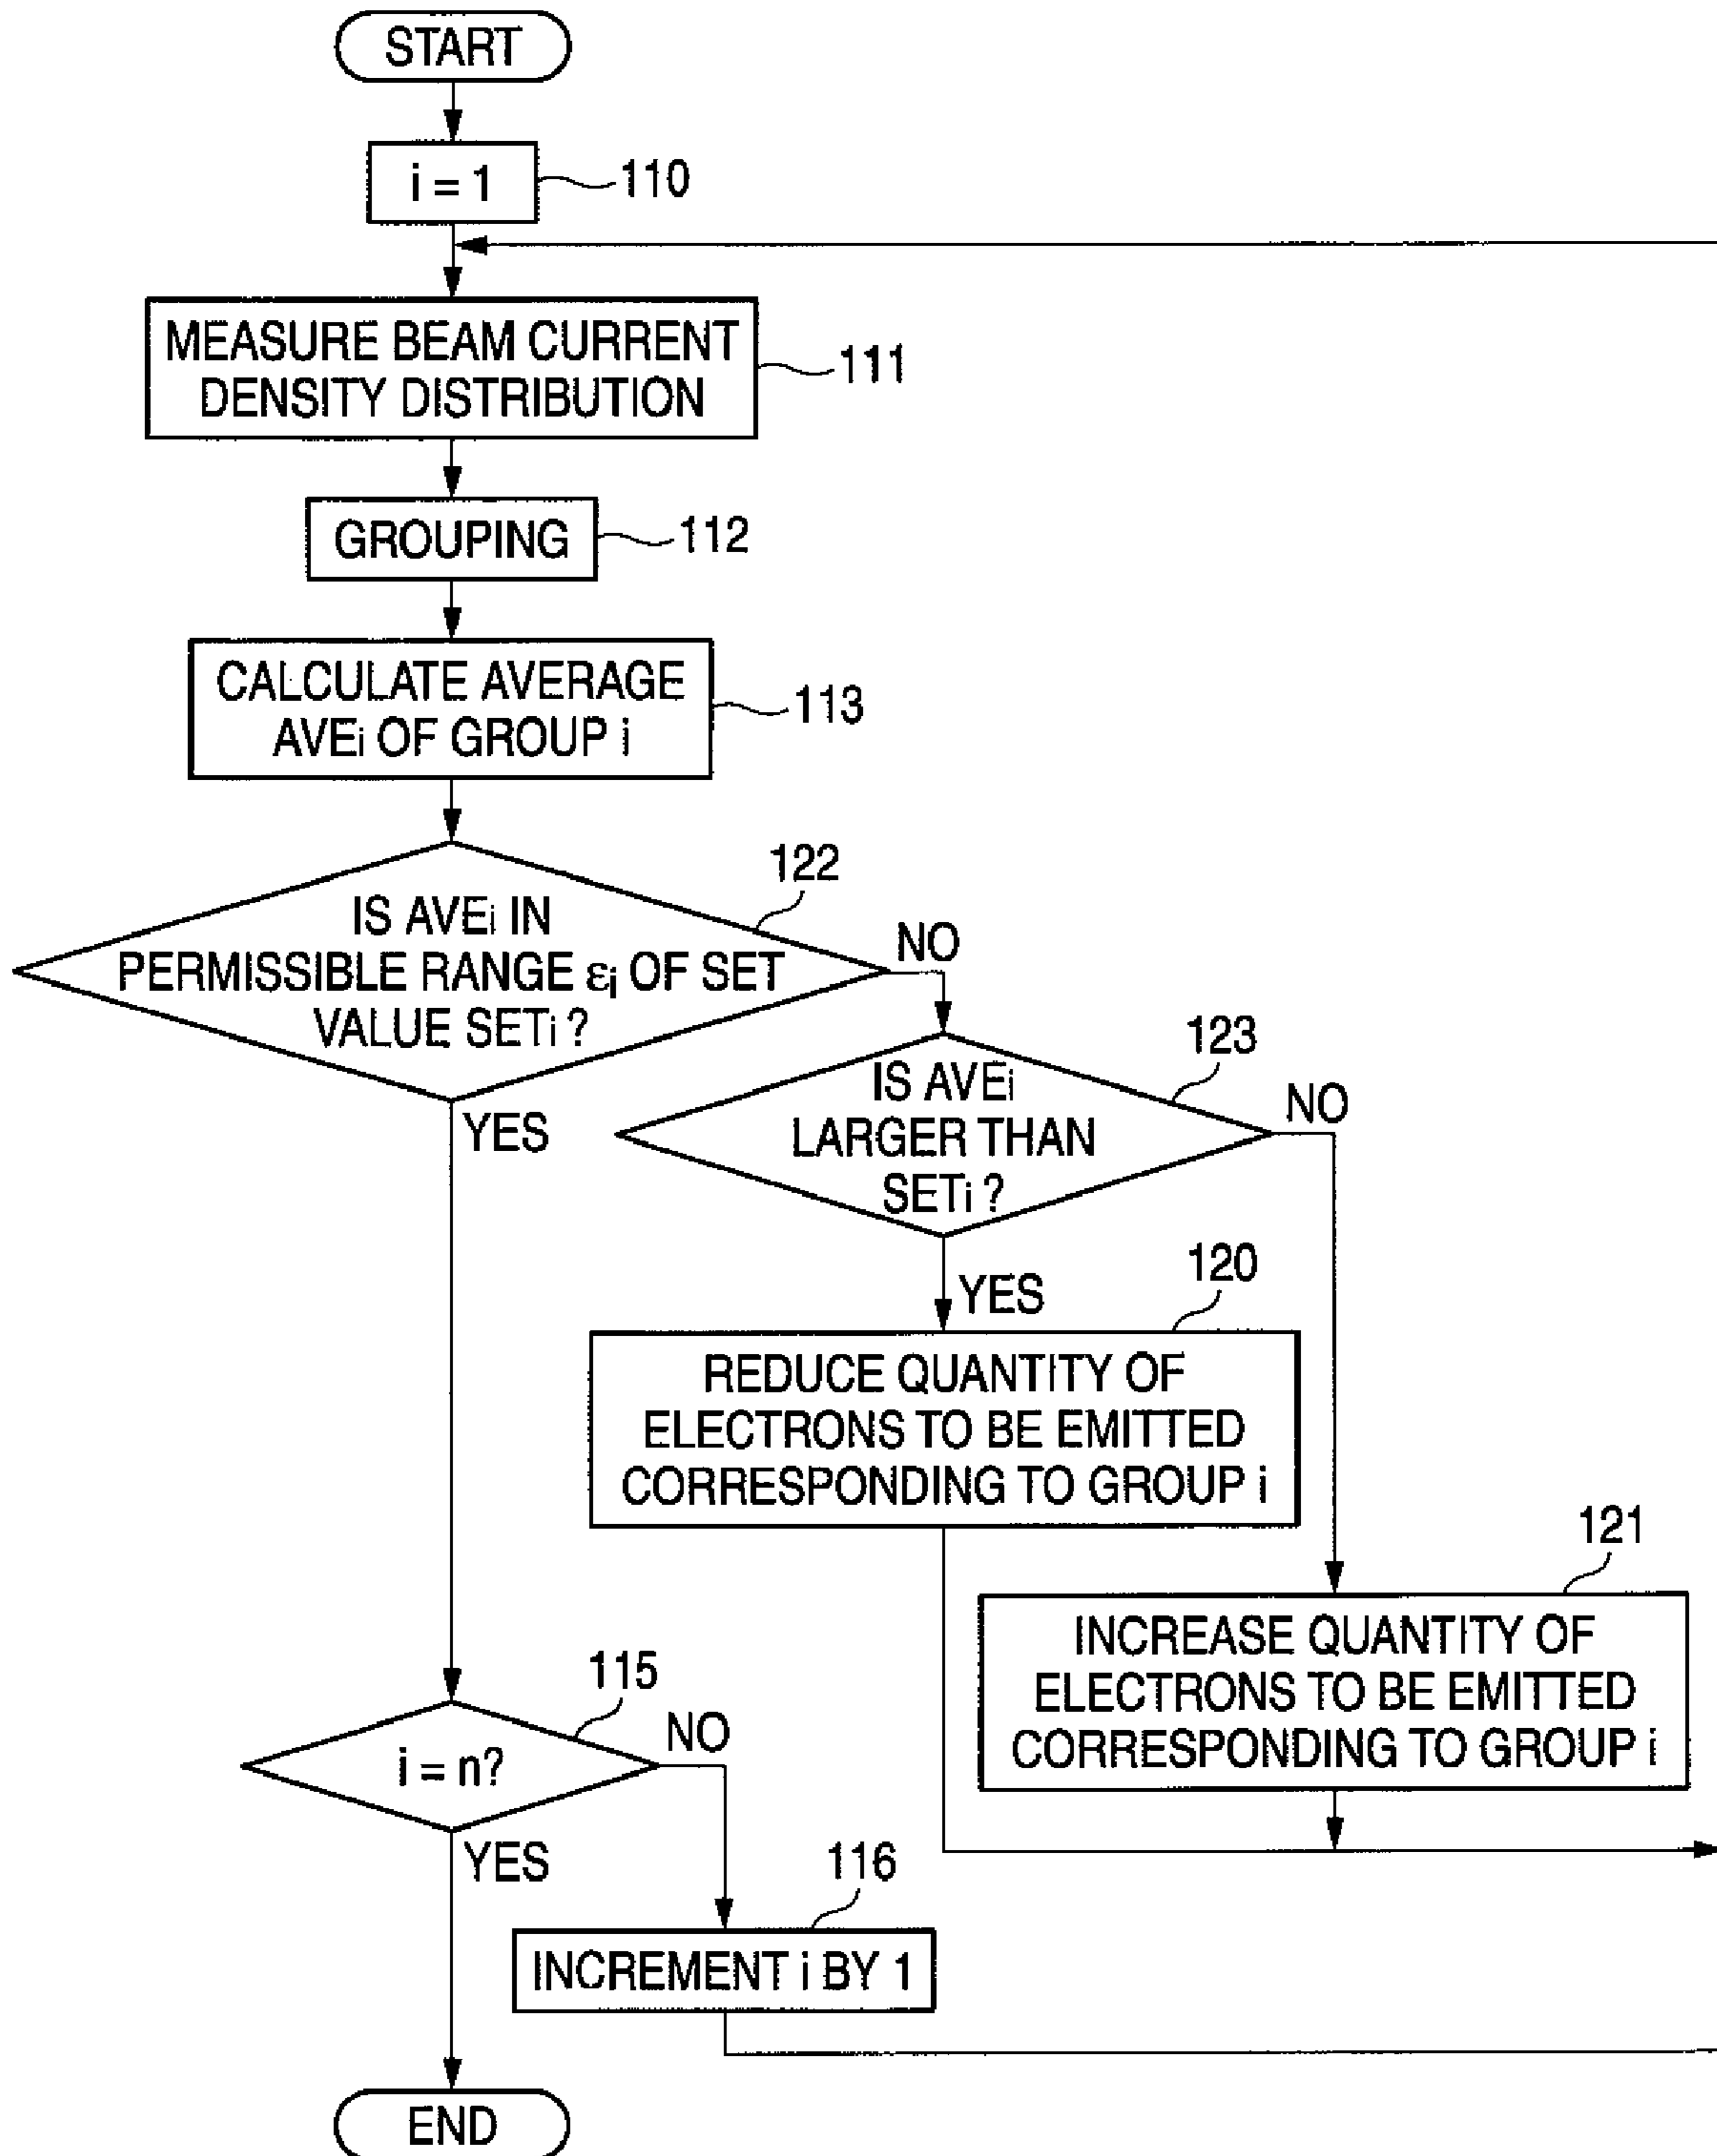 START
i = 1
110
MEASURE BEAM CURRENT
DENSITY DISTRIBUTION
111
GROUPING
112
CALCULATE AVERAGE
AVEi OF GROUP i
113
122
IS AVEi IN
PERMISSIBLE RANGE εi OF SET
VALUE SETi ?
NO
YES
123
IS AVEi
LARGER THAN
SETi ?
NO
YES
120
REDUCE QUANTITY OF
ELECTRONS TO BE EMITTED
CORRESPONDING TO GROUP i
121
INCREASE QUANTITY OF
ELECTRONS TO BE EMITTED
CORRESPONDING TO GROUP i
115
i = n?
NO
YES
116
INCREMENT i BY 1
END